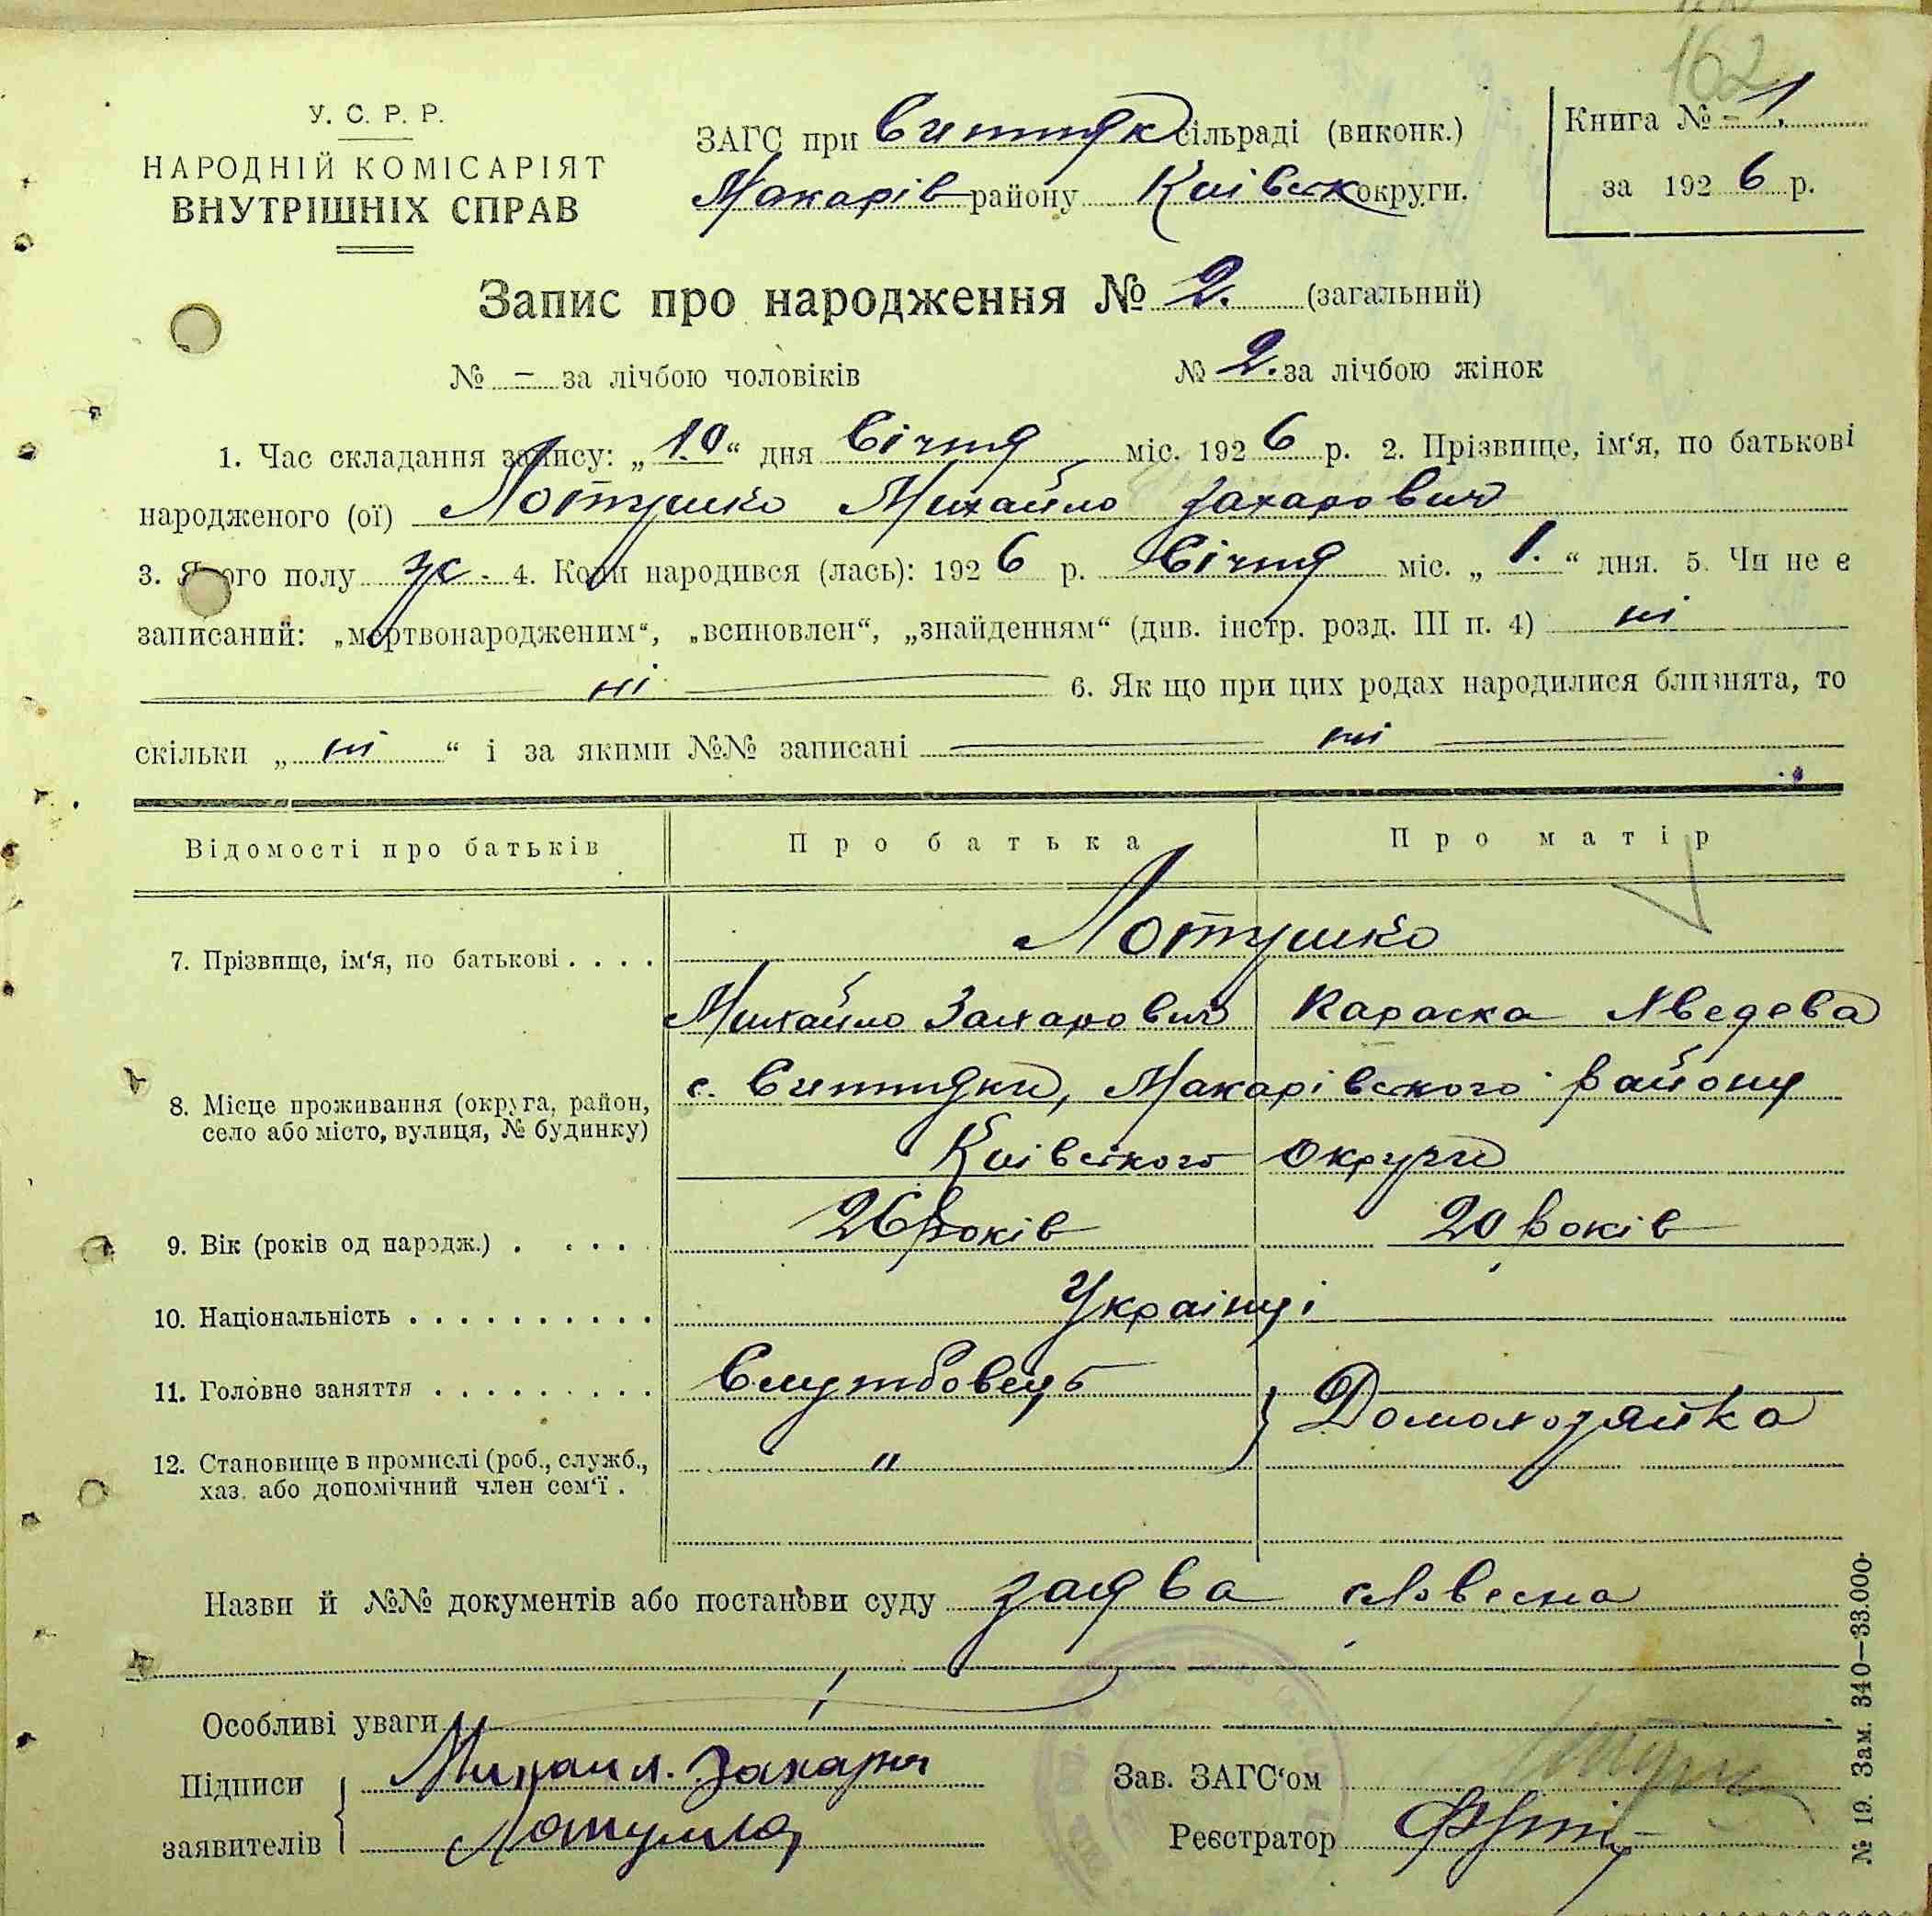 162
У. С. Р. Р.
НАРОДНІЙ КОМІСАРІЯТ
ВНУТРІШНІХ СПРАВ
ЗАГС при Ситняк сільраді (виконк.)
Макарів району Київськ округи.
Книга № 1.
за 1926 р.
Запис про народження № 2. (загальний)
№ – за лічбою чоловіків № 2. за лічбою жінок
1. Час складання запису: „10“ дня Січня міс. 1926 р. 2. Прізвище, ім‘я, по батькові
народженого (ої) Лотушко Михайло Захарович
3. Якого полу ж. 4. Коли народився (лась): 1926 р. Січня міс. „1.“ дня. 5. Чи не є
записаний: „мертвонародженим“, „всиновлен“, „знайденням“ (див. інстр. розд. III п. 4) ні
ні 6. Як що при цих родах народилися близнята, то
скільки „ні“ і за якими №№ записані ні
Відомості про батьків Про батька Про матір
7. Прізвище, ім‘я, по батькові . . . . Лотушко
Михайло Захарович Параска Авседева
8. Місце проживання (округа, район, село або місто, вулиця, № будинку) с. Ситняки, Макарівського району
Київського округи
9. Вік (років од народж.) . . . . 26 років 20 років
10. Національність . . . . . . . . . . Українці
11. Головне заняття . . . . . . . . . Службовець Домохозяйка
12. Становище в промислі (роб., служб., хаз. або допомічний член сем‘ї . "
Назви й №№ документів або постанови суду заява словесна
Особливі уваги
Підписи заявителів Михаил. Захарич
Лотушко
Зав. ЗАГС‘ом
Реєстратор
№ 19. Зам. 340—33.000.